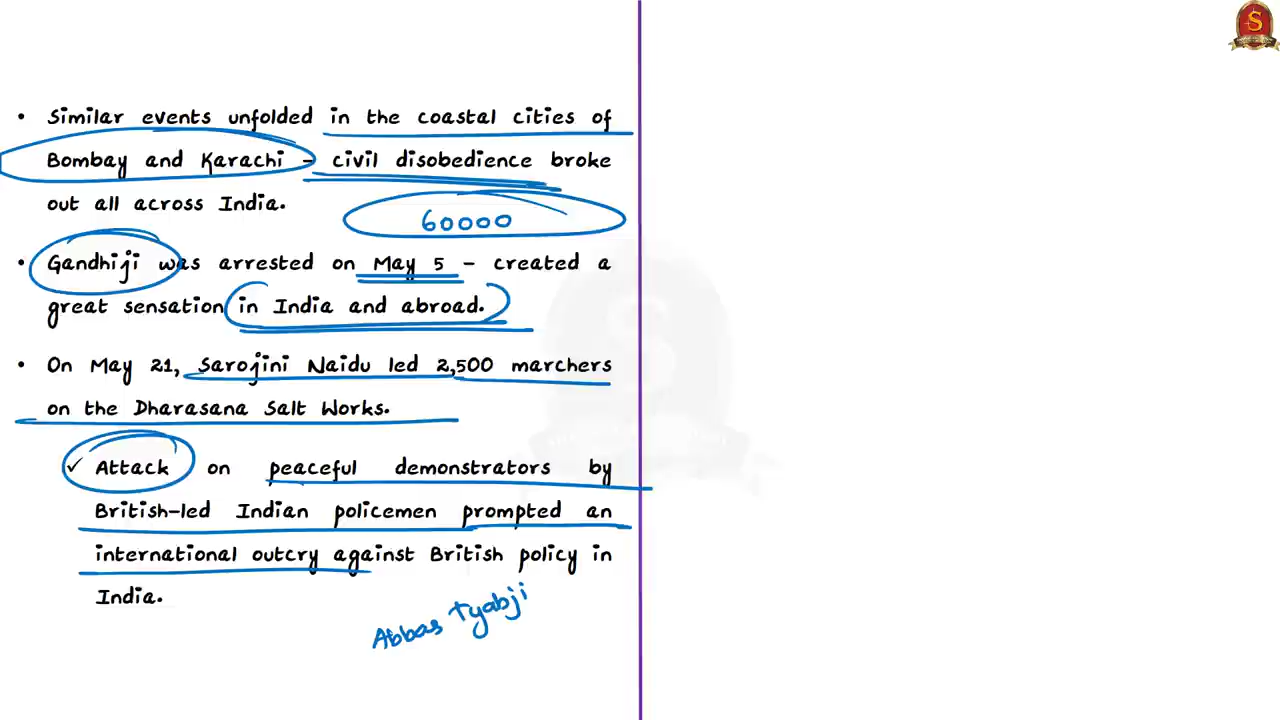 • Similar events unfolded in the coastal cities of
Bombay and Karachi - civil disobedience broke
out all across India.
60000
• Gandhiji was arrested on May 5 - created a
great sensation in India and abroad.
• On May 21, Sarojini Naidu led 2,500 marchers
on the Dharasana Salt Works.
✓ Attack on peaceful demonstrators by
British-led Indian policemen prompted an
international outcry against British policy in
India.
Abbas Tyabji